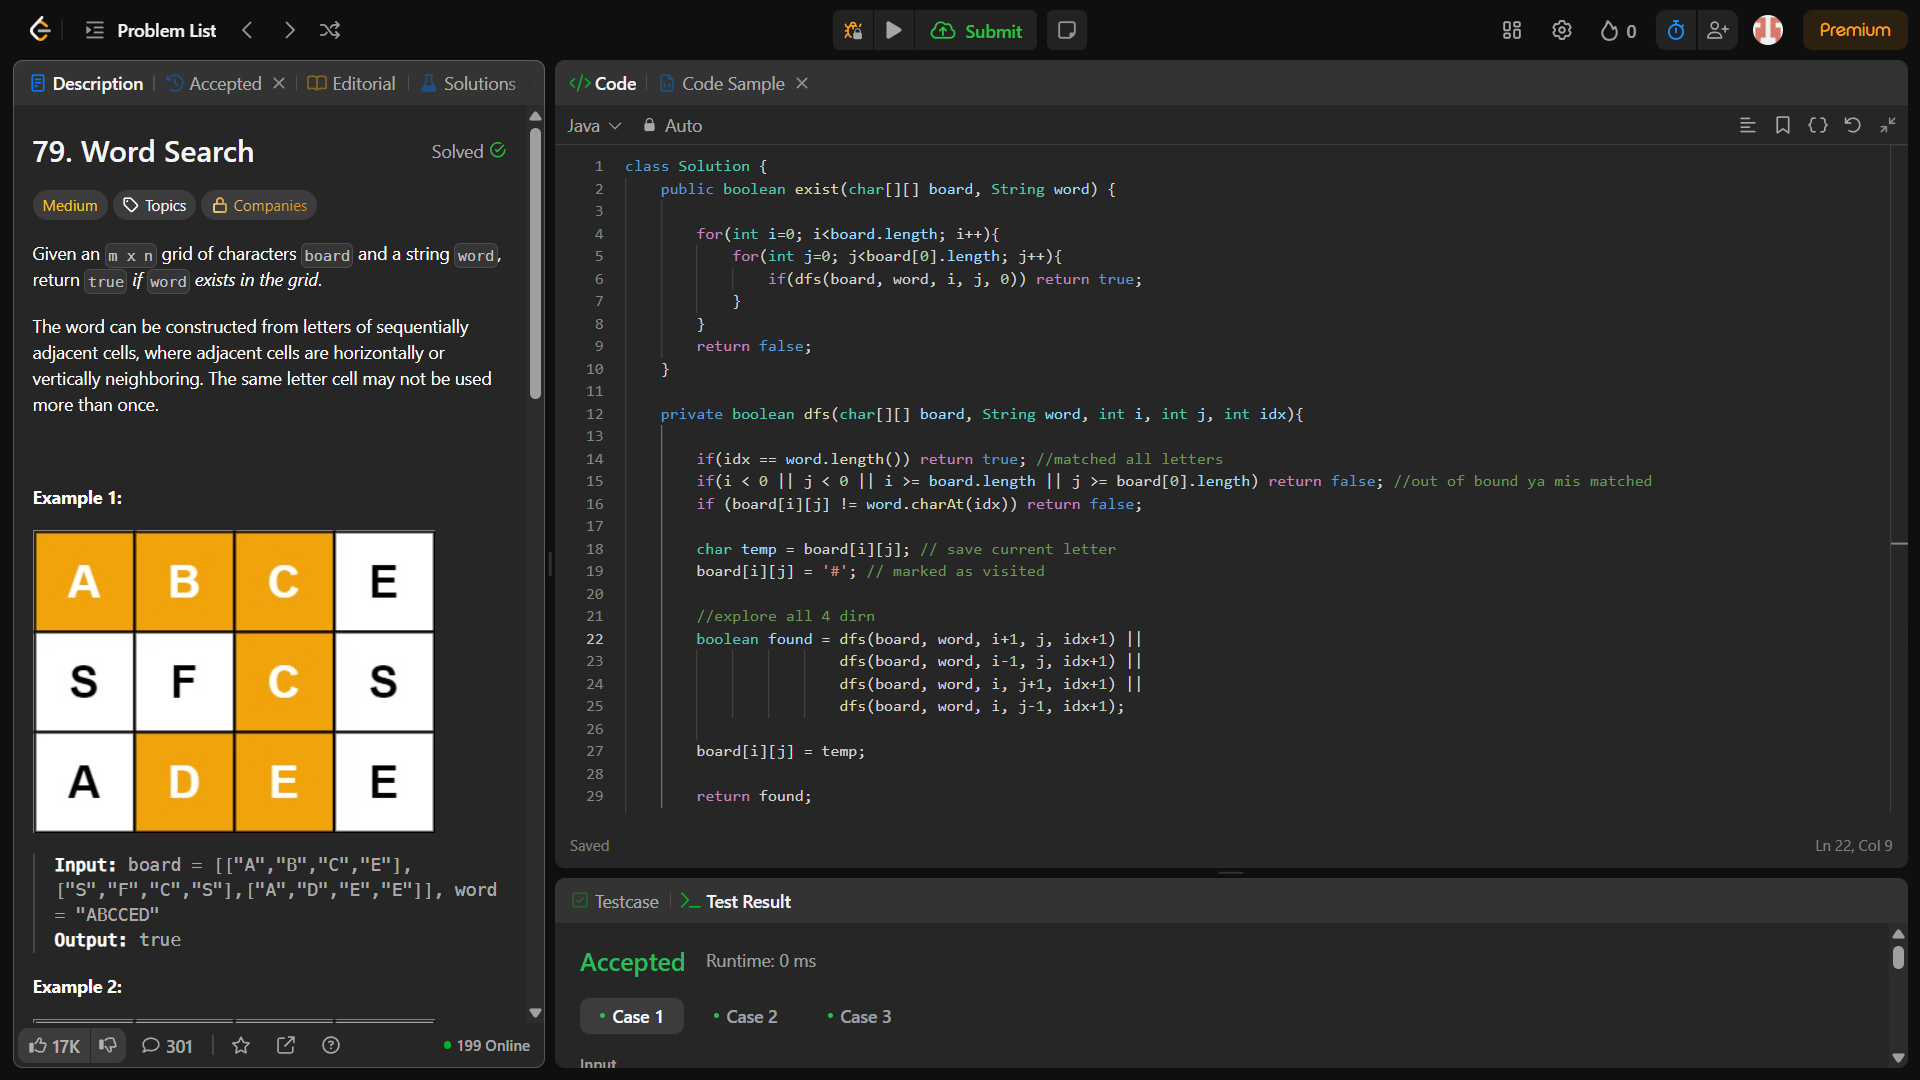 Problem List
Submit
0
Premium
Description
Accepted
Editorial
Solutions
79. Word Search
Solved
Medium
Topics
Companies
Given an m x n grid of characters board and a string word,
return true if word exists in the grid.
The word can be constructed from letters of sequentially
adjacent cells, where adjacent cells are horizontally or
vertically neighboring. The same letter cell may not be used
more than once.
Example 1:
A B C E
S F C S
A D E E
Input: board = [["A","B","C","E"],
["S","F","C","S"],["A","D","E","E"]], word
= "ABCCED"
Output: true
Example 2:
17K
301
199 Online
Code
Code Sample
Java
Auto
1 class Solution {
2 public boolean exist(char[][] board, String word) {
3
4 for(int i=0; i<board.length; i++){
5 for(int j=0; j<board[0].length; j++){
6 if(dfs(board, word, i, j, 0)) return true;
7 }
8 }
9 return false;
10 }
11
12 private boolean dfs(char[][] board, String word, int i, int j, int idx){
13
14 if(idx == word.length()) return true; //matched all letters
15 if(i < 0 || j < 0 || i >= board.length || j >= board[0].length) return false; //out of bound ya mis matched
16 if (board[i][j] != word.charAt(idx)) return false;
17
18 char temp = board[i][j]; // save current letter
19 board[i][j] = '#'; // marked as visited
20
21 //explore all 4 dirn
22 boolean found = dfs(board, word, i+1, j, idx+1) ||
23 dfs(board, word, i-1, j, idx+1) ||
24 dfs(board, word, i, j+1, idx+1) ||
25 dfs(board, word, i, j-1, idx+1);
26
27 board[i][j] = temp;
28
29 return found;
Saved
Ln 22, Col 9
Testcase
Test Result
Accepted
Runtime: 0 ms
Case 1
Case 2
Case 3
Input